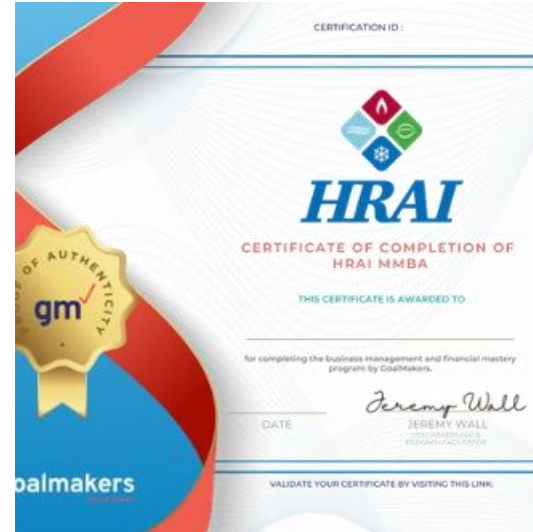 CERTIFICATION ID :
HRAI
CERTIFICATE OF COMPLETION OF
HRAI MMBA
THIS CERTIFICATE IS AWARDED TO
for completing the business management and financial mastery
program by GoalMakers.
Jeremy Wall
DATE
JEREMY WALL
PROOF OF AUTHENTICITY
gm
oalmakers
VALIDATE YOUR CERTIFICATE BY VISITING THIS LINK: